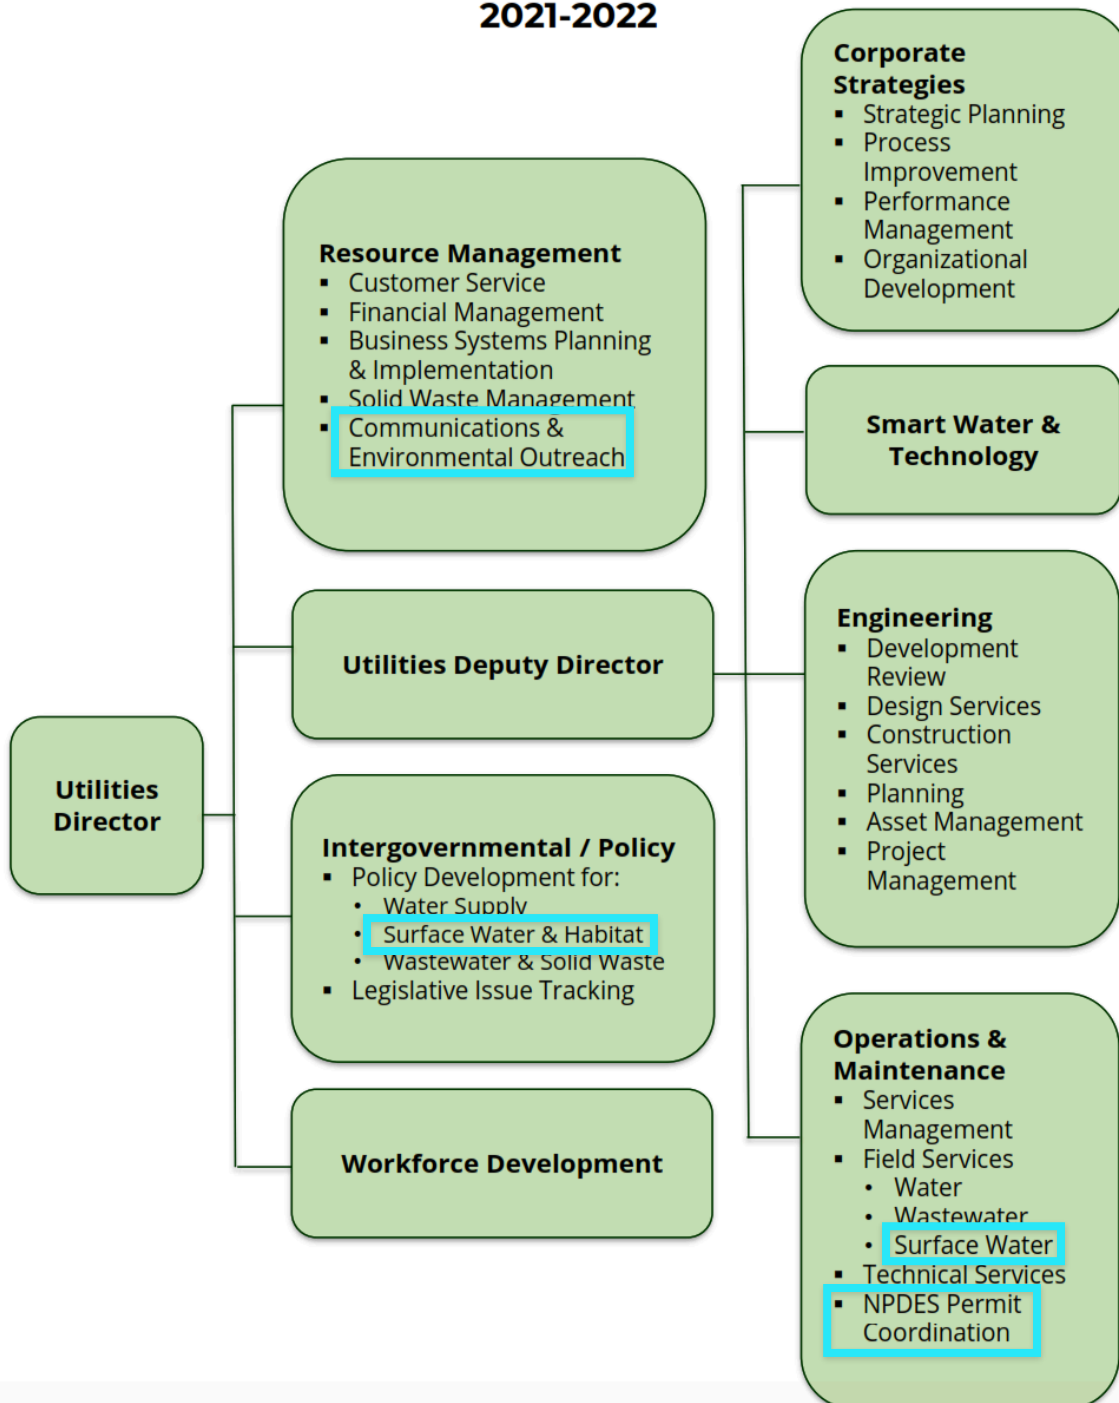 2021-2022
Corporate
Strategies
▪ Strategic Planning
▪ Process
Improvement
▪ Performance
Management
▪ Organizational
Development
Resource Management
▪ Customer Service
▪ Financial Management
▪ Business Systems Planning
& Implementation
▪ Solid Waste Management
▪ Communications &
Environmental Outreach
Smart Water &
Technology
Utilities Deputy Director
Engineering
▪ Development
Review
▪ Design Services
▪ Construction
Services
▪ Planning
▪ Asset Management
▪ Project
Management
Utilities
Director
Intergovernmental / Policy
▪ Policy Development for:
• Water Supply
• Surface Water & Habitat
• Wastewater & Solid Waste
▪ Legislative Issue Tracking
Workforce Development
Operations &
Maintenance
▪ Services
Management
▪ Field Services
• Water
• Wastewater
• Surface Water
▪ Technical Services
▪ NPDES Permit
Coordination